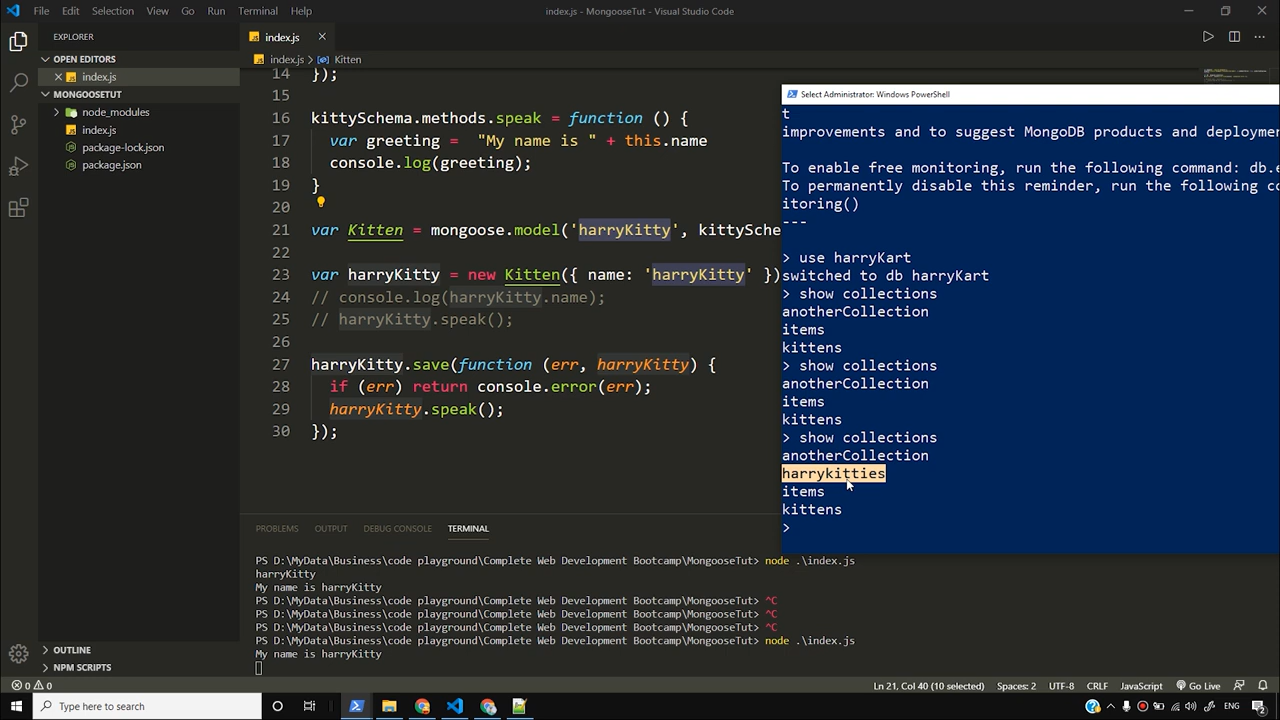 File Edit Selection View Go Run Terminal Help
index.js - MongooseTut - Visual Studio Code
EXPLORER
OPEN EDITORS
index.js
MONGOOSETUT
node_modules
index.js
package-lock.json
package.json
OUTLINE
NPM SCRIPTS
index.js
index.js > Kitten
14 });
15
16 kittySchema.methods.speak = function () {
17 var greeting = "My name is " + this.name
18 console.log(greeting);
19 }
20
21 var Kitten = mongoose.model('harryKitty', kittySche
22
23 var harryKitty = new Kitten({ name: 'harryKitty' })
24 // console.log(harryKitty.name);
25 // harryKitty.speak();
26
27 harryKitty.save(function (err, harryKitty) {
28 if (err) return console.error(err);
29 harryKitty.speak();
30 });
Select Administrator: Windows PowerShell
t
improvements and to suggest MongoDB products and deployme
To enable free monitoring, run the following command: db.e
To permanently disable this reminder, run the following co
itoring()
---
> use harryKart
switched to db harryKart
> show collections
anotherCollection
items
kittens
> show collections
anotherCollection
items
kittens
> show collections
anotherCollection
harrykitties
items
kittens
>
PROBLEMS OUTPUT DEBUG CONSOLE TERMINAL
PS D:\MyData\Business\code playground\Complete Web Development Bootcamp\MongooseTut> node .\index.js
harryKitty
My name is harryKitty
PS D:\MyData\Business\code playground\Complete Web Development Bootcamp\MongooseTut> ^C
PS D:\MyData\Business\code playground\Complete Web Development Bootcamp\MongooseTut> ^C
PS D:\MyData\Business\code playground\Complete Web Development Bootcamp\MongooseTut> ^C
PS D:\MyData\Business\code playground\Complete Web Development Bootcamp\MongooseTut> node .\index.js
My name is harryKitty
0 0
Ln 21, Col 40 (10 selected) Spaces: 2 UTF-8 CRLF JavaScript Go Live
Type here to search
ENG